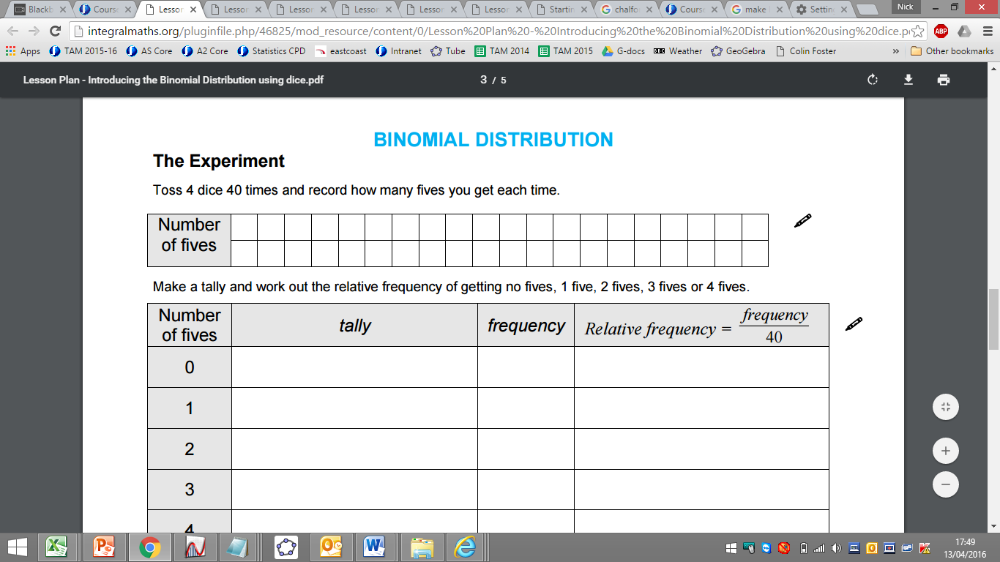 Nick
Blackb
Course
Lesson
Lesson
Lesson
Lesson
Lesson
Lesson
Startin
chalfo
Course
make
Settin
integralmaths.org/pluginfile.php/46825/mod_resource/content/0/Lesson%20Plan%20-%20Introducing%20the%20Binomial%20Distribution%20using%20dice.p
ABP
Apps TAM 2015-16 AS Core A2 Core Statistics CPD eastcoast Intranet Tube TAM 2014 TAM 2015 G-docs BBC Weather GeoGebra Colin Foster » Other bookmarks
Lesson Plan - Introducing the Binomial Distribution using dice.pdf 3 / 5
BINOMIAL DISTRIBUTION
The Experiment
Toss 4 dice 40 times and record how many fives you get each time.
Number
of fives
Make a tally and work out the relative frequency of getting no fives, 1 five, 2 fives, 3 fives or 4 fives.
Number
of fives
tally
frequency
Relative frequency = frequency
40
0
1
2
3
4
17:49
13/04/2016